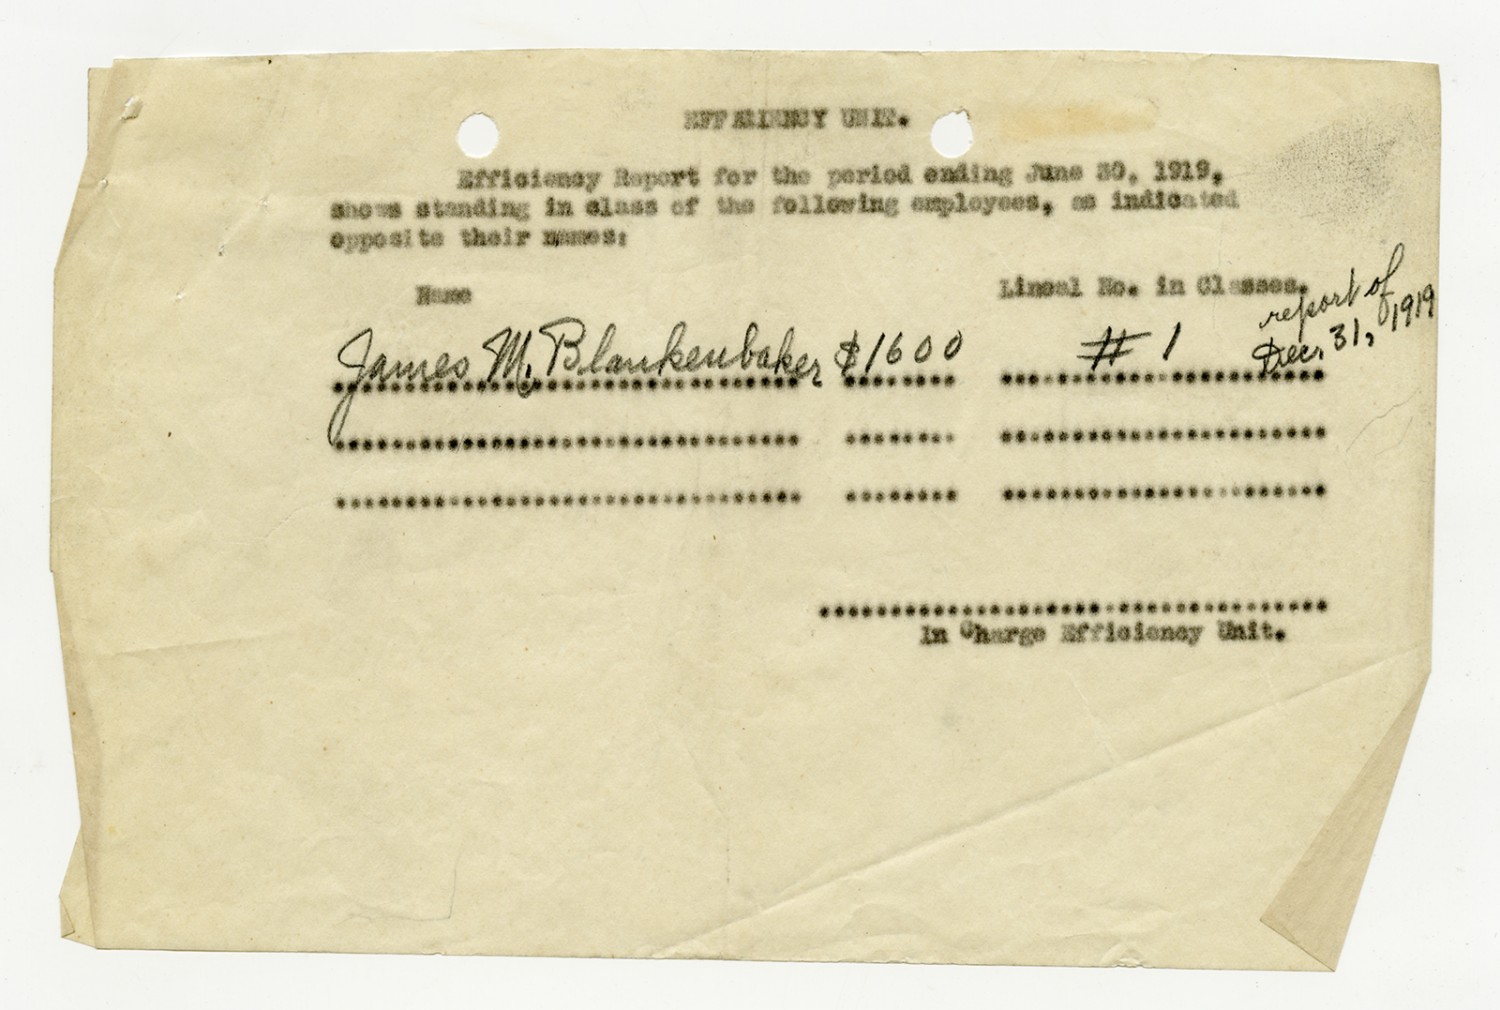 EFFICIENCY UNIT.
Efficiency Report for the period ending June 30, 1919,
shows standing in class of the following employees, as indicated
opposite their names:
Name Lineal No. in Classes.
James M. Blankenbaker $1600 # 1 report of
Dec. 31, 1919
In Charge Efficiency Unit.